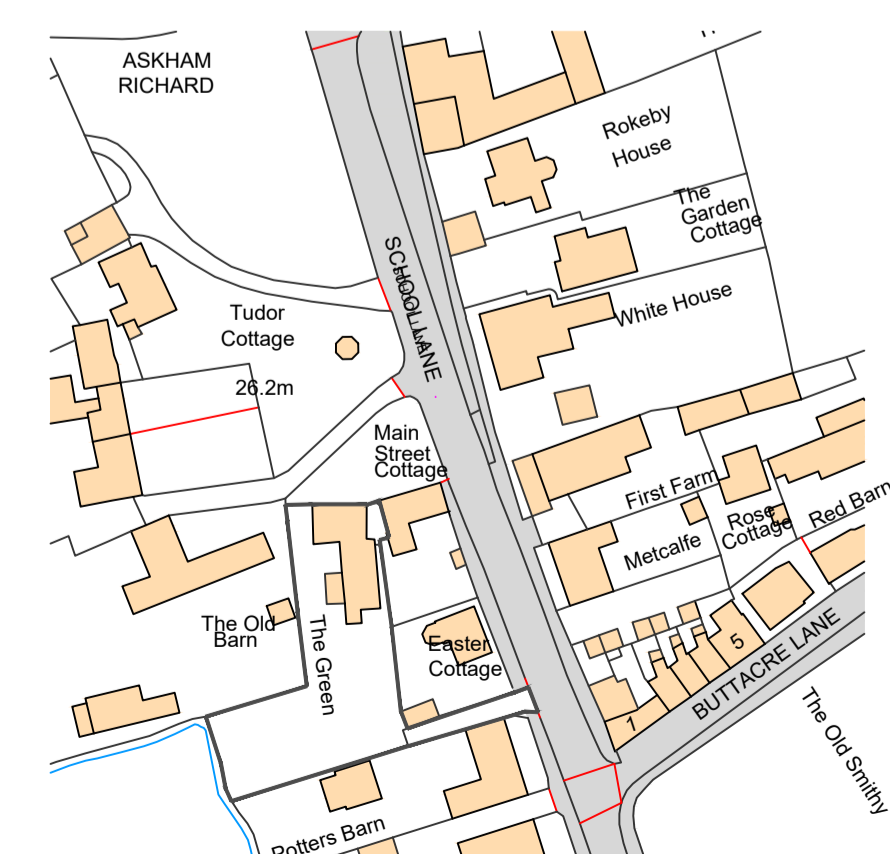 ASKHAM
RICHARD
Rokeby
House
The
Garden
Cottage
SCHOOL LANE
White House
Tudor
Cottage
26.2m
Main
Street
Cottage
First Farm
Rose
Cottage
Red Barn
Metcalfe
The Old
Barn
The Green
Easter
Cottage
5
1
BUTTACRE LANE
The Old Smithy
Potters Barn